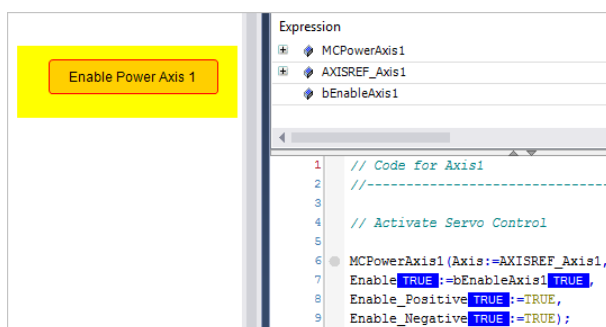 Enable Power Axis 1
Expression
MCPowerAxis1
AXISREF_Axis1
bEnableAxis1
1 // Code for Axis1
2 //--------------------------------
3
4 // Activate Servo Control
5
6 MCPowerAxis1(Axis:=AXISREF_Axis1,
7 Enable TRUE :=bEnableAxis1 TRUE ,
8 Enable_Positive TRUE :=TRUE,
9 Enable_Negative TRUE :=TRUE);